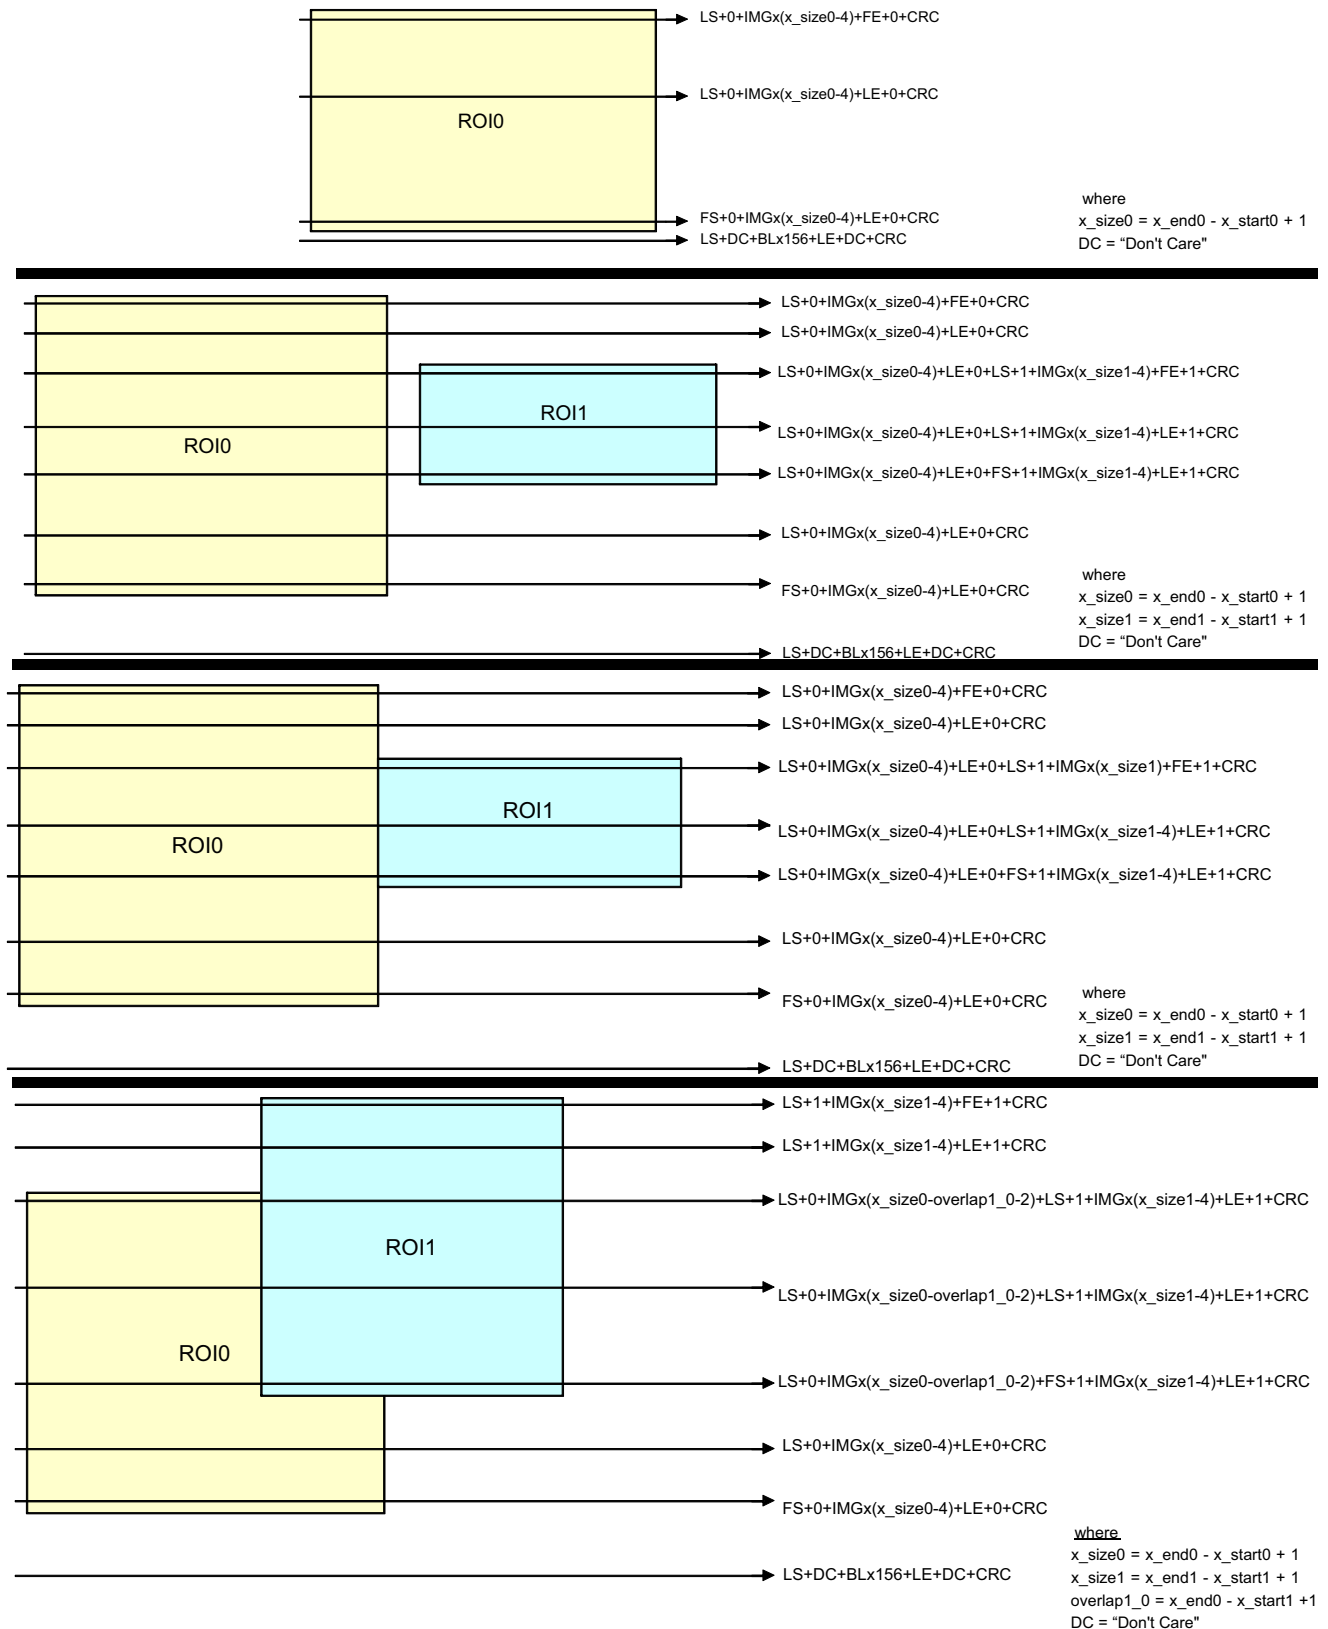 LS+0+IMGx(x_size0-4)+FE+0+CRC
LS+0+IMGx(x_size0-4)+LE+0+CRC
ROI0
FS+0+IMGx(x_size0-4)+LE+0+CRC
LS+DC+BLx156+LE+DC+CRC
where
x_size0 = x_end0 - x_start0 + 1
DC = “Don't Care"
LS+0+IMGx(x_size0-4)+FE+0+CRC
LS+0+IMGx(x_size0-4)+LE+0+CRC
LS+0+IMGx(x_size0-4)+LE+0+LS+1+IMGx(x_size1-4)+FE+1+CRC
ROI1
LS+0+IMGx(x_size0-4)+LE+0+LS+1+IMGx(x_size1-4)+LE+1+CRC
ROI0
LS+0+IMGx(x_size0-4)+LE+0+FS+1+IMGx(x_size1-4)+LE+1+CRC
LS+0+IMGx(x_size0-4)+LE+0+CRC
FS+0+IMGx(x_size0-4)+LE+0+CRC
where
x_size0 = x_end0 - x_start0 + 1
x_size1 = x_end1 - x_start1 + 1
DC = “Don't Care"
LS+DC+BLx156+LE+DC+CRC
LS+0+IMGx(x_size0-4)+FE+0+CRC
LS+0+IMGx(x_size0-4)+LE+0+CRC
LS+0+IMGx(x_size0-4)+LE+0+LS+1+IMGx(x_size1)+FE+1+CRC
ROI1
LS+0+IMGx(x_size0-4)+LE+0+LS+1+IMGx(x_size1-4)+LE+1+CRC
ROI0
LS+0+IMGx(x_size0-4)+LE+0+FS+1+IMGx(x_size1-4)+LE+1+CRC
LS+0+IMGx(x_size0-4)+LE+0+CRC
FS+0+IMGx(x_size0-4)+LE+0+CRC
where
x_size0 = x_end0 - x_start0 + 1
x_size1 = x_end1 - x_start1 + 1
DC = “Don't Care"
LS+DC+BLx156+LE+DC+CRC
LS+1+IMGx(x_size1-4)+FE+1+CRC
LS+1+IMGx(x_size1-4)+LE+1+CRC
LS+0+IMGx(x_size0-overlap1_0-2)+LS+1+IMGx(x_size1-4)+LE+1+CRC
ROI1
LS+0+IMGx(x_size0-overlap1_0-2)+LS+1+IMGx(x_size1-4)+LE+1+CRC
ROI0
LS+0+IMGx(x_size0-overlap1_0-2)+FS+1+IMGx(x_size1-4)+LE+1+CRC
LS+0+IMGx(x_size0-4)+LE+0+CRC
FS+0+IMGx(x_size0-4)+LE+0+CRC
where
x_size0 = x_end0 - x_start0 + 1
LS+DC+BLx156+LE+DC+CRC
x_size1 = x_end1 - x_start1 + 1
overlap1_0 = x_end0 - x_start1 +1
DC = “Don't Care"